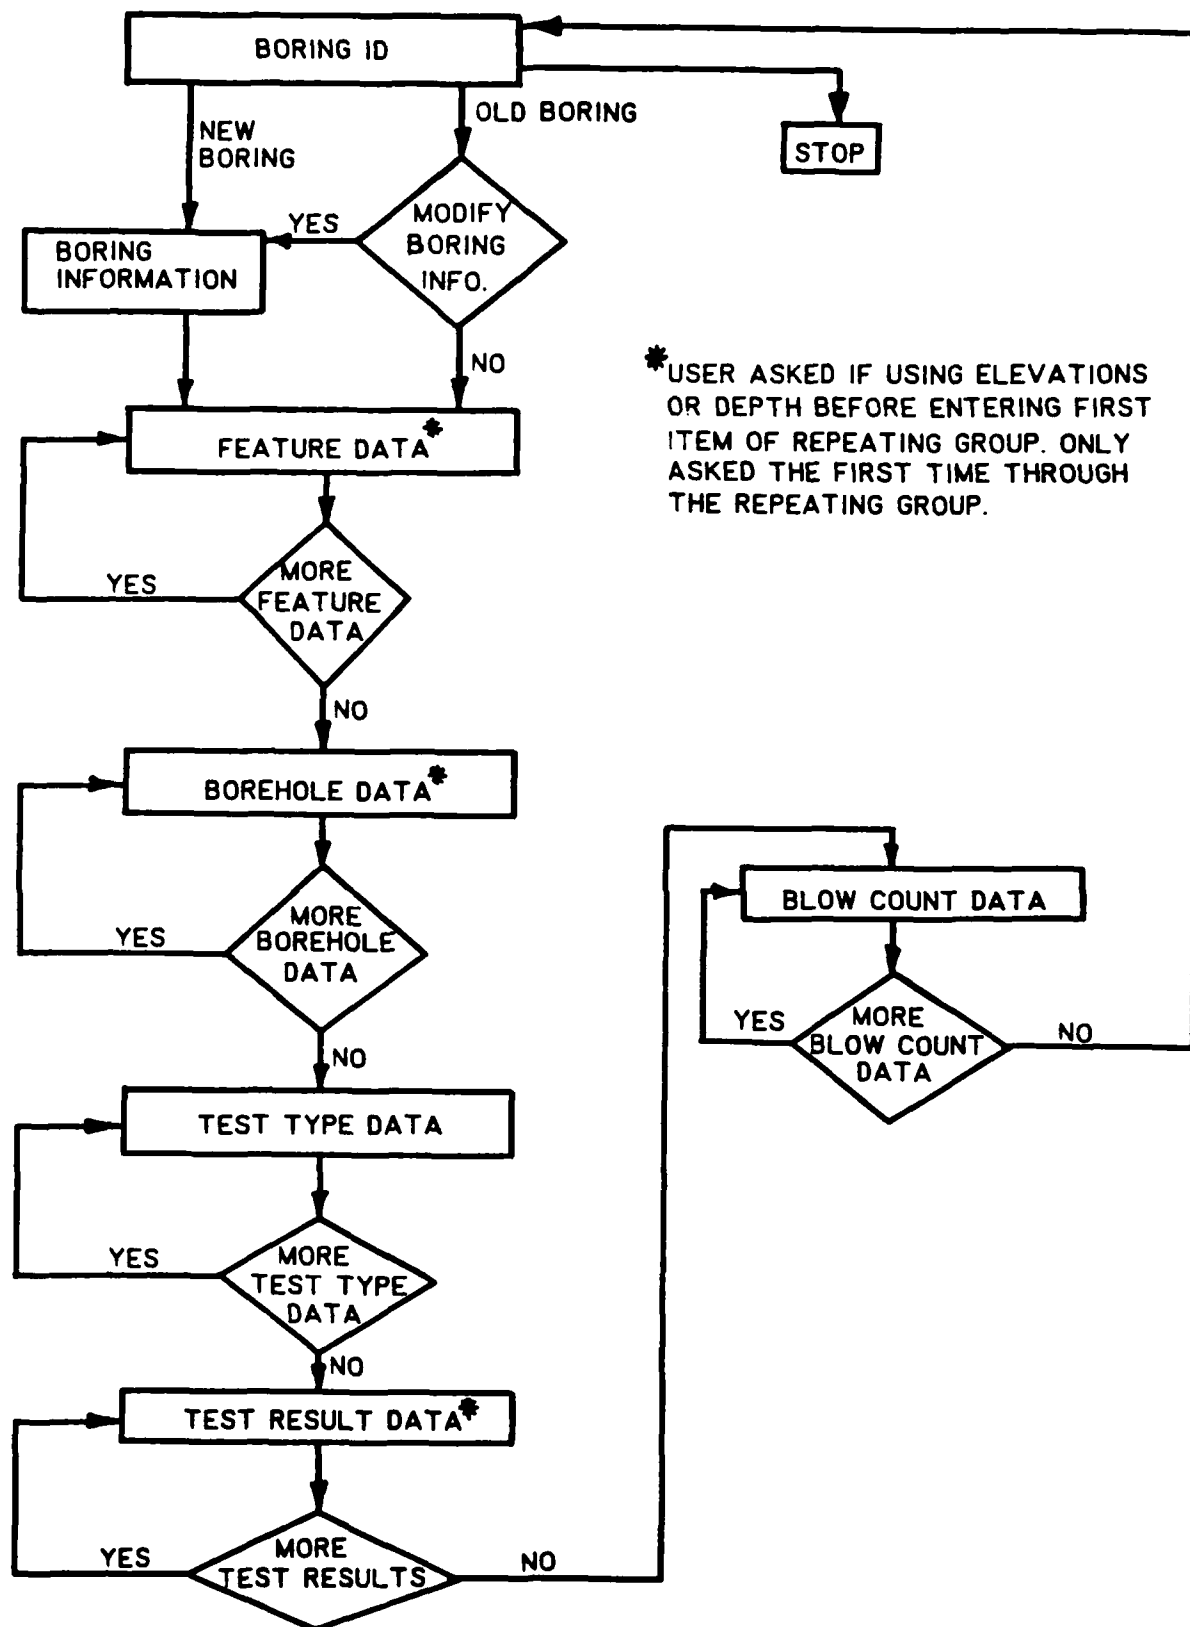 BORING ID
OLD BORING
NEW
BORING
STOP
YES
MODIFY
BORING
INFO.
BORING
INFORMATION
NO
*USER ASKED IF USING ELEVATIONS
OR DEPTH BEFORE ENTERING FIRST
ITEM OF REPEATING GROUP. ONLY
ASKED THE FIRST TIME THROUGH
THE REPEATING GROUP.
FEATURE DATA*
YES
MORE
FEATURE
DATA
NO
BOREHOLE DATA*
YES
MORE
BOREHOLE
DATA
NO
TEST TYPE DATA
YES
MORE
TEST TYPE
DATA
NO
TEST RESULT DATA*
YES
MORE
TEST RESULTS
NO
BLOW COUNT DATA
YES
MORE
BLOW COUNT
DATA
NO